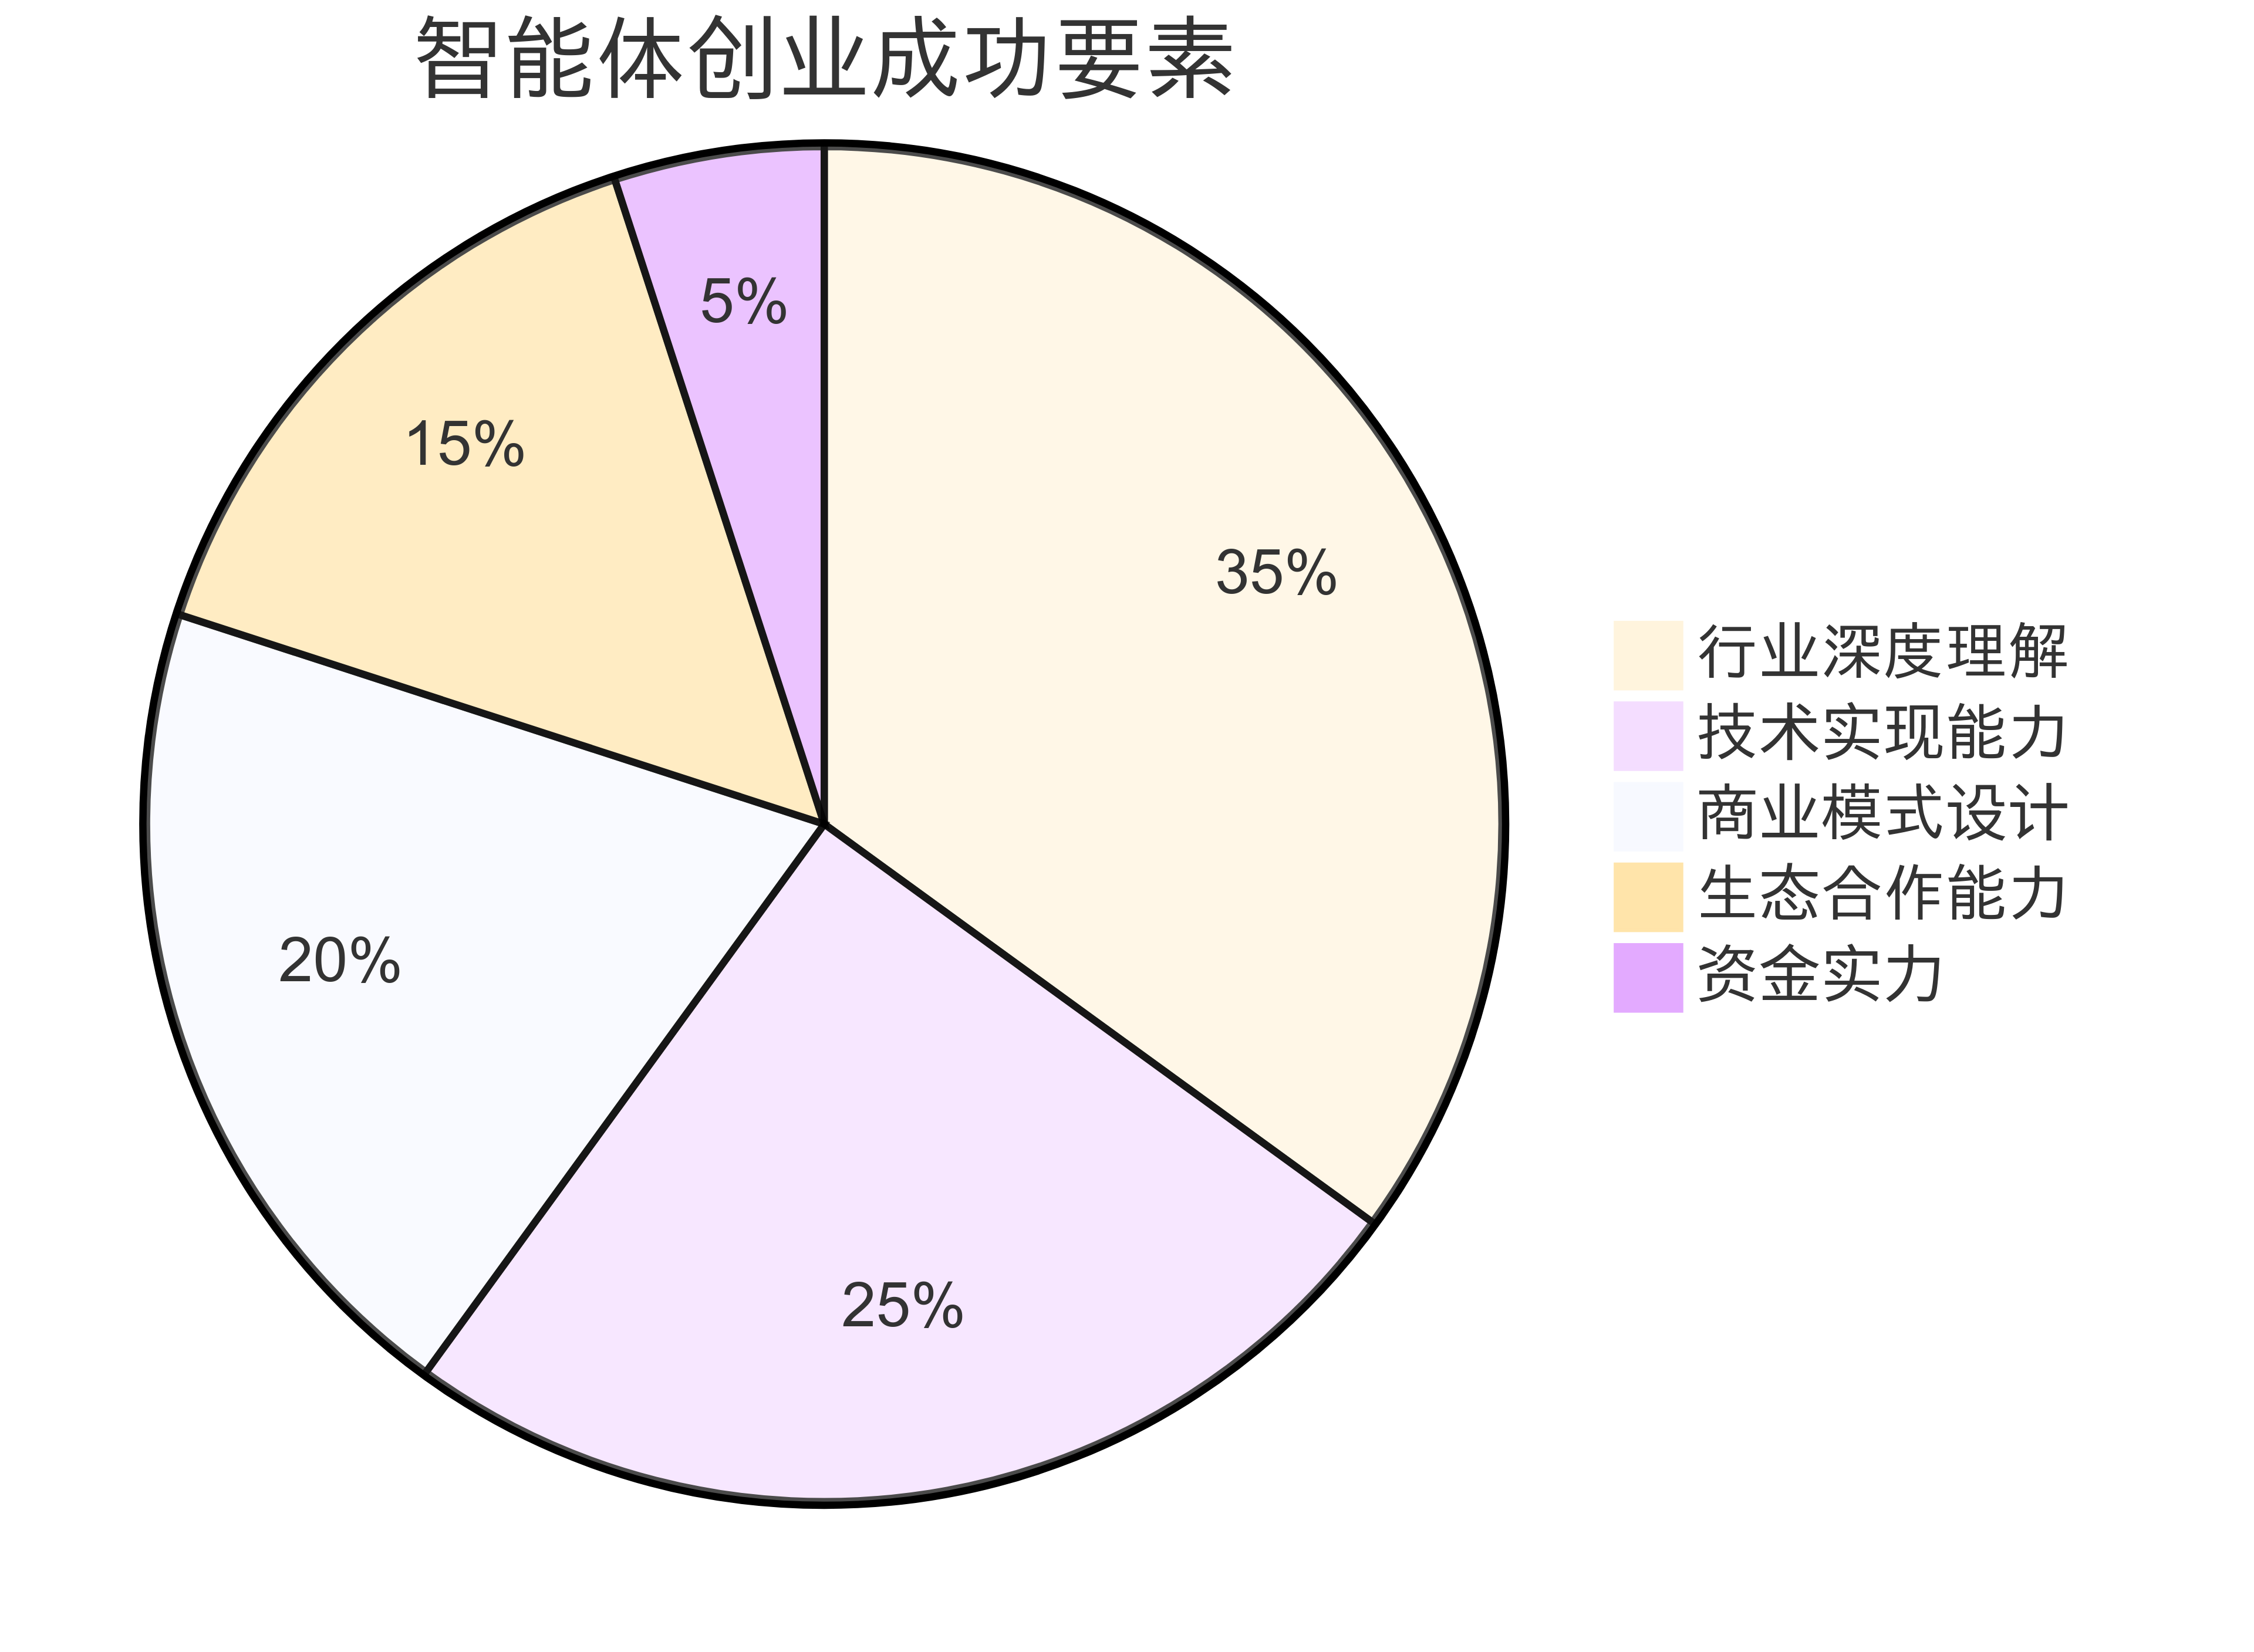 智能体创业成功要素
5%
15%
35%
20%
25%
行业深度理解
技术实现能力
商业模式设计
生态合作能力
资金实力